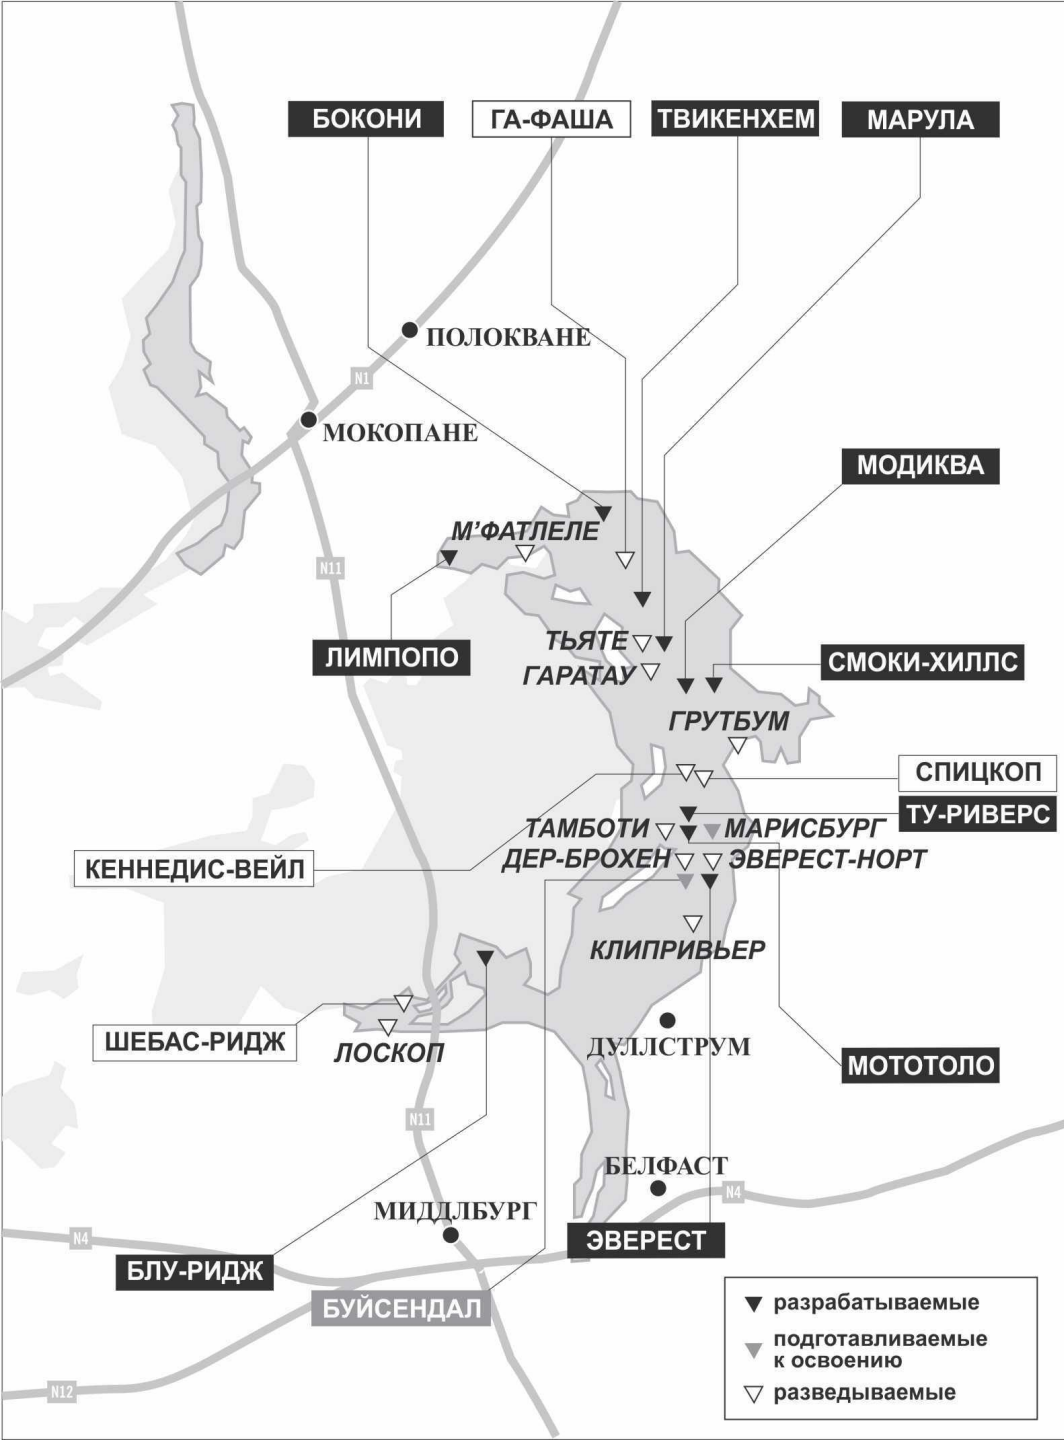 БОКОНИ
ГА-ФАША
ТВИКЕНХЕМ
МАРУЛА
ПОЛОКВАНЕ
N1
МОКОПАНЕ
МОДИКВА
М’ФАТЛЕЛЕ
N11
ТЬЯТЕ
ЛИМПОПО
СМОКИ-ХИЛЛС
ГАРАТАУ
ГРУТБУМ
СПИЦКОП
ТУ-РИВЕРС
ТАМБОТИ
МАРИСБУРГ
ДЕР-БРОХЕН
ЭВЕРЕСТ-НОРТ
КЕННЕДИС-ВЕЙЛ
КЛИПРИВЬЕР
ШЕБАС-РИДЖ
ЛОСКОП
ДУЛЛСТРУМ
МОТОТОЛО
N11
БЕЛФАСТ
N4
МИДДЛБУРГ
N4
ЭВЕРЕСТ
БЛУ-РИДЖ
БУЙСЕНДАЛ
разрабатываемые
подготавливаемые
к освоению
разведываемые
N12